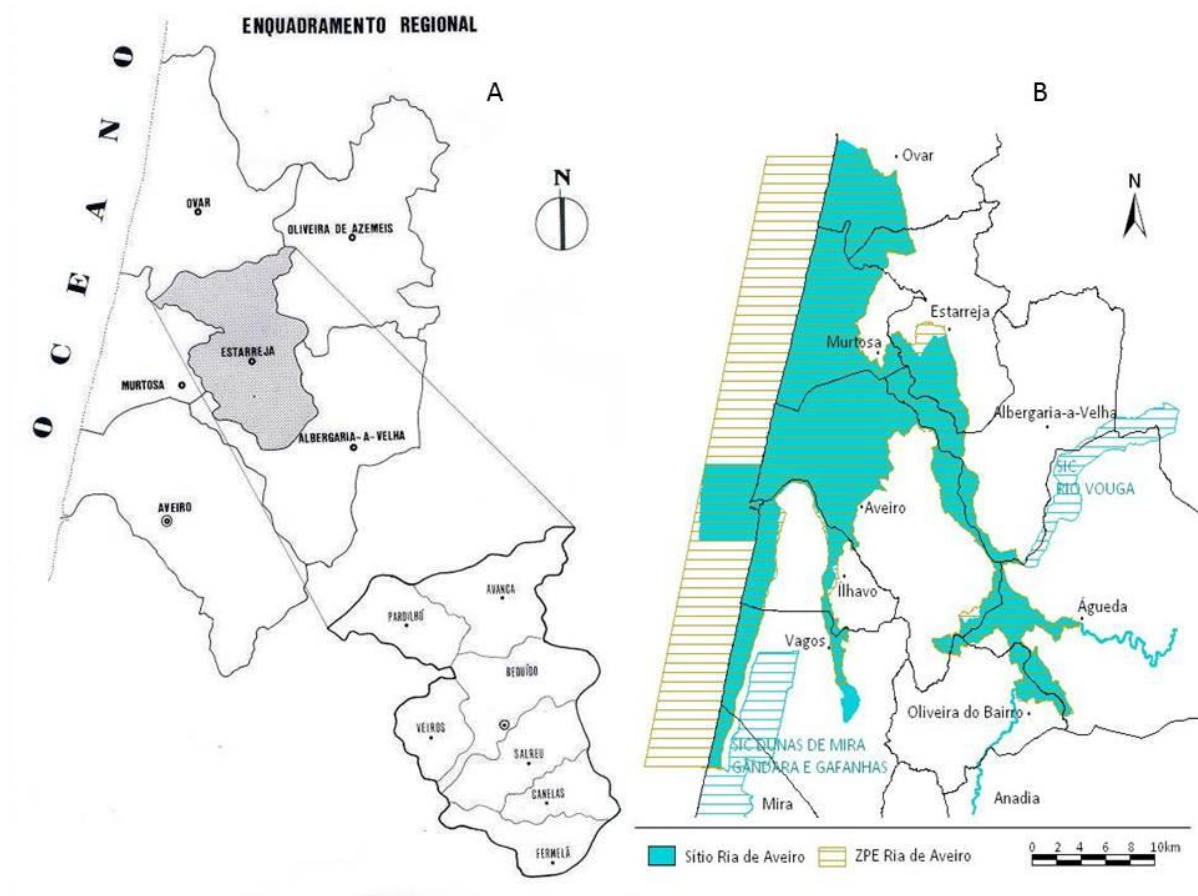 ENQUADRAMENTO REGIONAL
OCEANO
A
N
OVAR
OLIVEIRA DE AZEMEIS
ESTARREJA
MURTOSA
ALBERGARIA-A-VELHA
AVEIRO
AVANCA
PARDILHÓ
BEDUÍDO
VEIROS
SALREU
CANELAS
FERMELÃ
B
N
Ovar
Estarreja
Murtosa
Albergaria-a-Velha
SIC
RIO VOUGA
Aveiro
Ílhavo
Águeda
Vagos
Oliveira do Bairro
SIC DUNAS DE MIRA
GÂNDARA E GAFANHAS
Mira
Anadia
Sítio Ria de Aveiro
ZPE Ria de Aveiro
0 2 4 6 8 10km